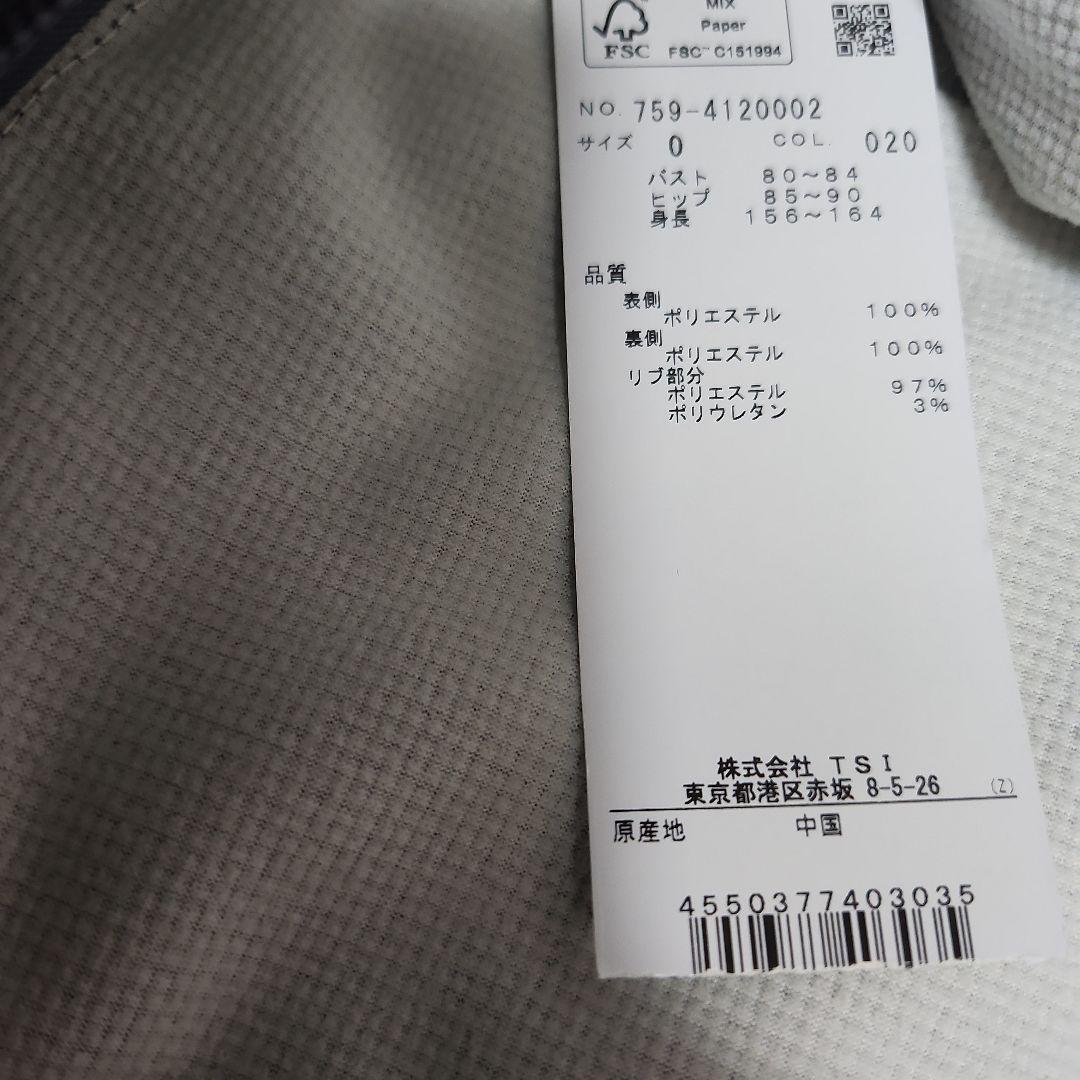 MIX
Paper
FSC
FSC™ C151994
NO. 759-4120002
サイズ 0 COL. 020
バスト 80～84
ヒップ 85～90
身長 156～164
品質
表側
ポリエステル 100%
裏側
ポリエステル 100%
リブ部分
ポリエステル 97%
ポリウレタン 3%
株式会社 TSI
東京都港区赤坂 8-5-26 (Z)
原産地 中国
4550377403035